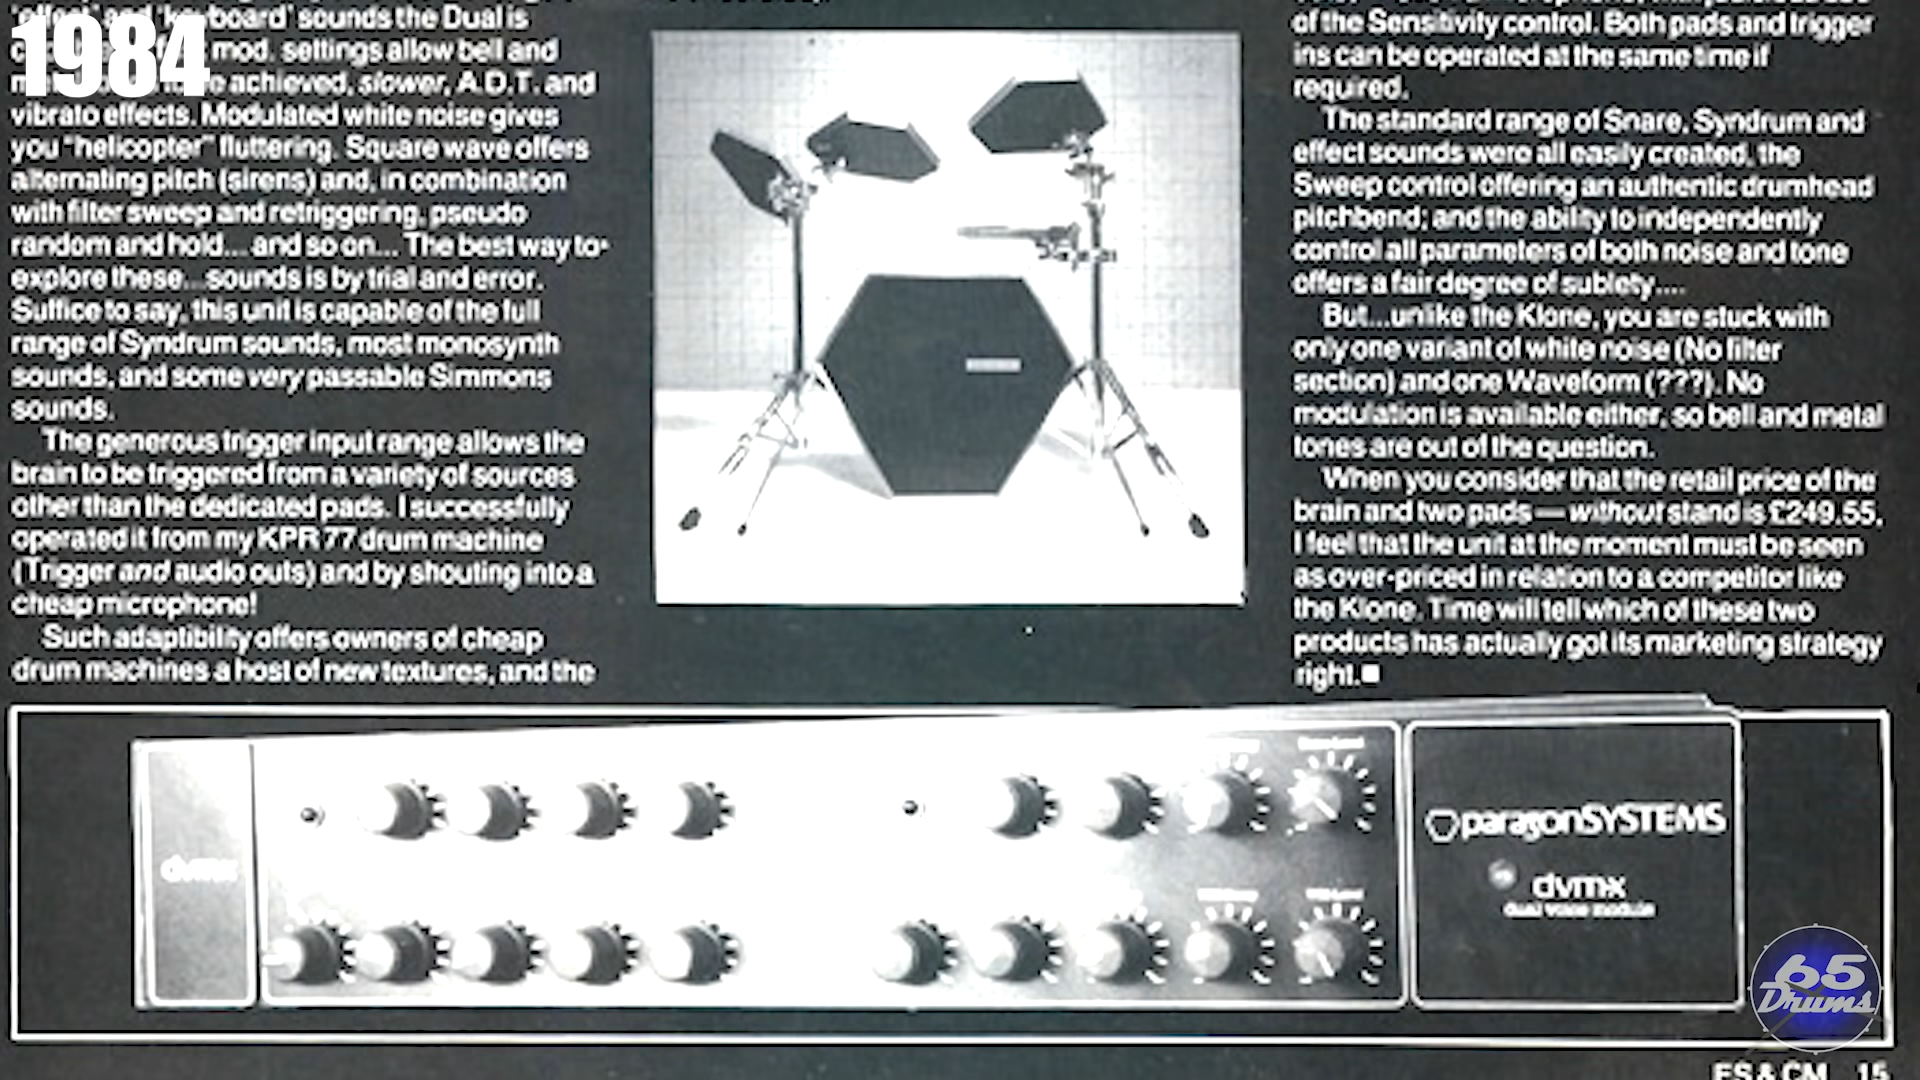 1984
'effect' and 'keyboard' sounds the Dual is
mod. settings allow bell and
achieved, slower, A.D.T. and
vibrato effects. Modulated white noise gives
you "helicopter" fluttering. Square wave offers
alternating pitch (sirens) and, in combination
with filter sweep and retriggering, pseudo
random and hold.... and so on... The best way to
explore these...sounds is by trial and error.
Suffice to say, this unit is capable of the full
range of Syndrum sounds, most monosynth
sounds, and some very passable Simmons
sounds.
The generous trigger input range allows the
brain to be triggered from a variety of sources
other than the dedicated pads. I successfully
operated it from my KPR 77 drum machine
(Trigger and audio outs) and by shouting into a
cheap microphone!
Such adaptibility offers owners of cheap
drum machines a host of new textures, and the
of the Sensitivity control. Both pads and trigger
ins can be operated at the same time if
required.
The standard range of Snare, Syndrum and
effect sounds were all easily created, the
Sweep control offering an authentic drumhead
pitchbend; and the ability to independently
control all parameters of both noise and tone
offers a fair degree of sublety....
But...unlike the Klone, you are stuck with
only one variant of white noise (No filter
section) and one Waveform (???). No
modulation is available either, so bell and metal
tones are out of the question.
When you consider that the retail price of the
brain and two pads — without stand is £249.55,
I feel that the unit at the moment must be seen
as over-priced in relation to a competitor like
the Klone. Time will tell which of these two
products has actually got its marketing strategy
right.■
dvmx
paragonSYSTEMS
dvmx
dual voice module
65
Drums
ES & CM 15